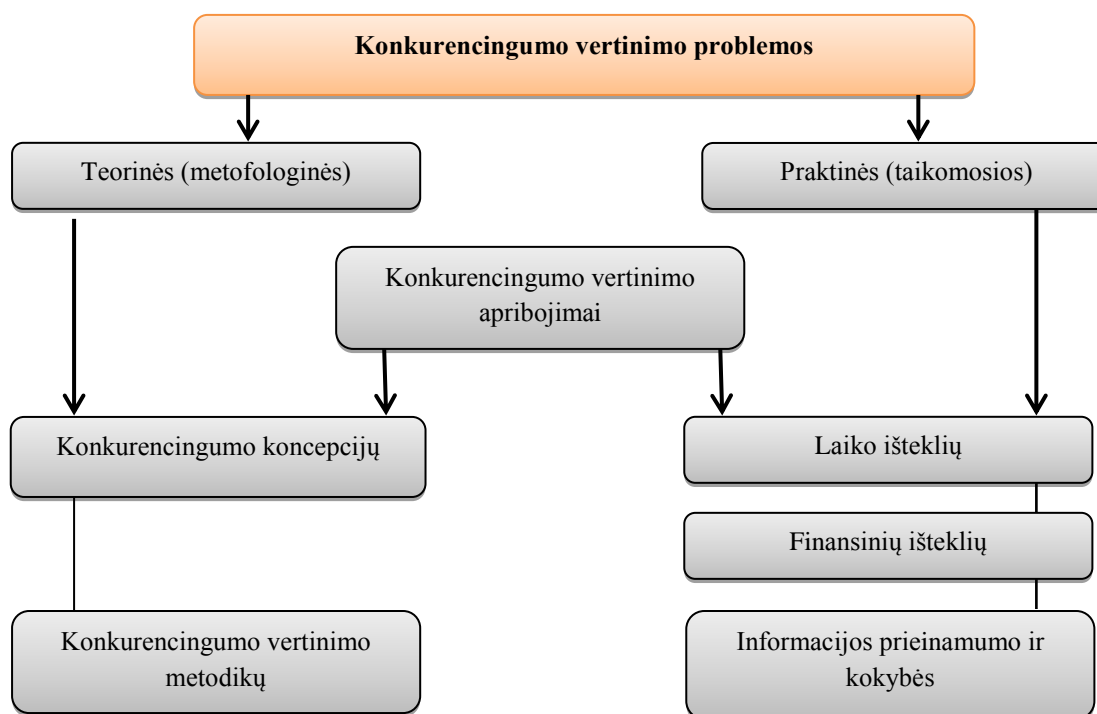 Konkurencingumo vertinimo problemos
Teorinės (metofologinės)
Praktinės (taikomosios)
Konkurencingumo vertinimo
apribojimai
Konkurencingumo koncepcijų
Laiko išteklių
Finansinių išteklių
Konkurencingumo vertinimo
metodikų
Informacijos prieinamumo ir
kokybės